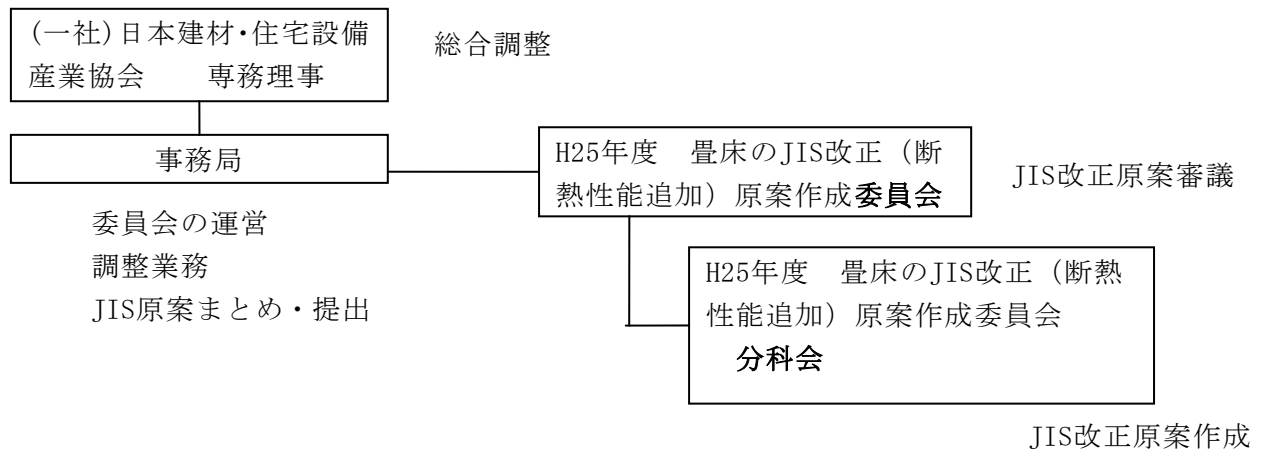 (一社)日本建材・住宅設備
産業協会　　専務理事
総合調整
事務局
H25年度　畳床のJIS改正（断
熱性能追加）原案作成委員会
JIS改正原案審議
委員会の運営
調整業務
JIS原案まとめ・提出
H25年度　畳床のJIS改正（断熱
性能追加）原案作成委員会
分科会
JIS改正原案作成